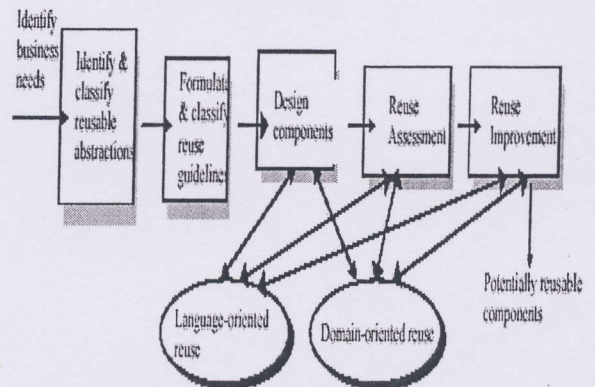 Identify
business
needs
Identify &
classify
reusable
abstractions
Formulate
& classify
reuse
guidelines
Design
components
Reuse
Assessment
Reuse
Improvement
Language-oriented
reuse
Domain-oriented reuse
Potentially reusable
components